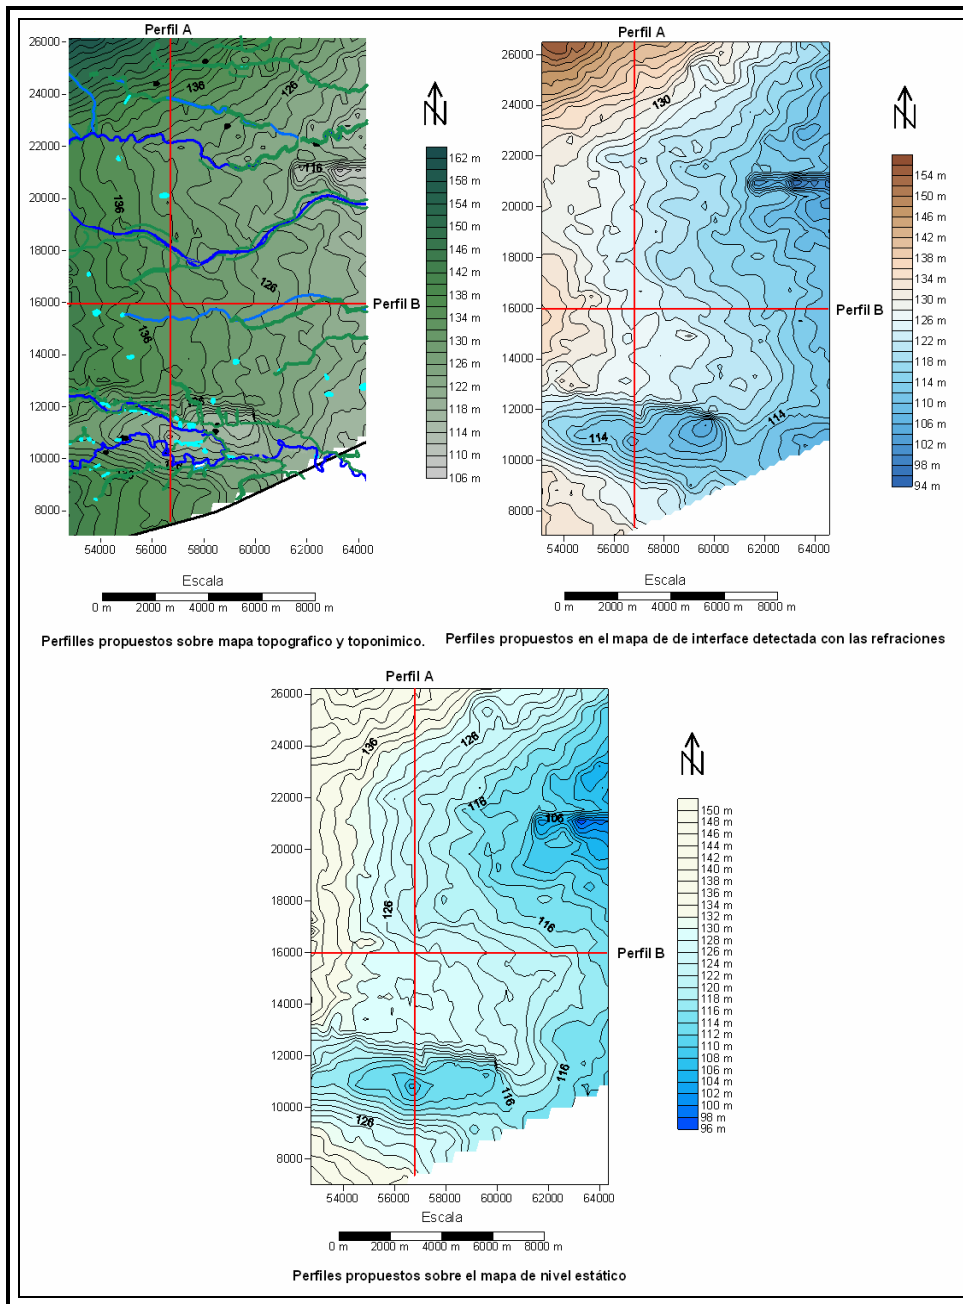 Perfil A
26000
24000
22000
20000
18000
16000
14000
12000
10000
8000
54000 56000 58000 60000 62000 64000
136
126
116
136
126
136
Perfil B
N
162 m
158 m
154 m
150 m
146 m
142 m
138 m
134 m
130 m
126 m
122 m
118 m
114 m
110 m
106 m
Escala
0 m 2000 m 4000 m 6000 m 8000 m
Perfilles propuestos sobre mapa topografico y toponimico.
Perfil A
26000
24000
22000
20000
18000
16000
14000
12000
10000
8000
54000 56000 58000 60000 62000 64000
130
114
114
Perfil B
N
154 m
150 m
146 m
142 m
138 m
134 m
130 m
126 m
122 m
118 m
114 m
110 m
106 m
102 m
98 m
94 m
Escala
0 m 2000 m 4000 m 6000 m 8000 m
Perfiles propuestos en el mapa de de interface detectada con las refraciones
Perfil A
26000
24000
22000
20000
18000
16000
14000
12000
10000
8000
54000 56000 58000 60000 62000 64000
136
126
116
106
126
116
116
116
126
Perfil B
N
150 m
148 m
146 m
144 m
142 m
140 m
138 m
136 m
134 m
132 m
130 m
128 m
126 m
124 m
122 m
120 m
118 m
116 m
114 m
112 m
110 m
108 m
106 m
104 m
102 m
100 m
98 m
96 m
Escala
0 m 2000 m 4000 m 6000 m 8000 m
Perfiles propuestos sobre el mapa de nivel estático